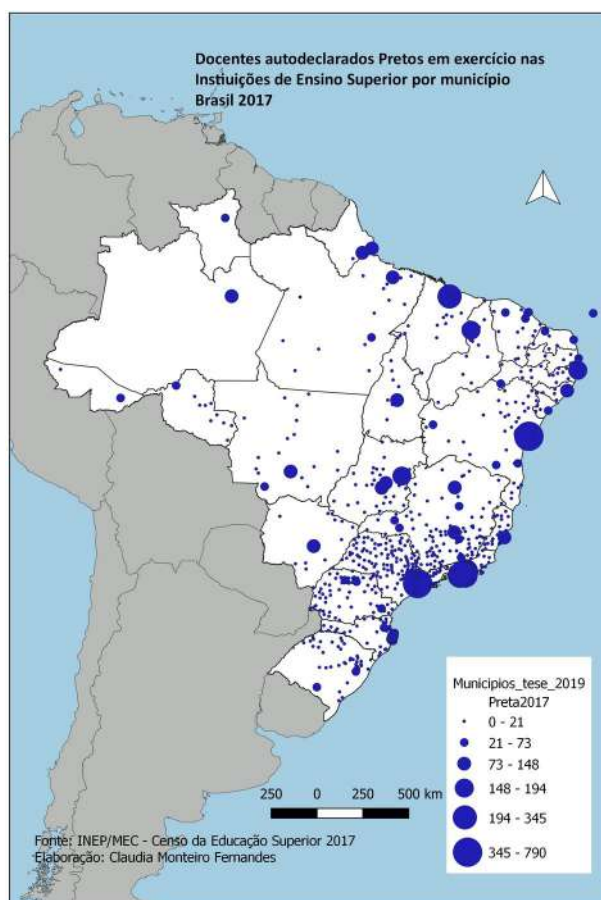 Docentes autodeclarados Pretos em exercício nas
Instiuições de Ensino Superior por município
Brasil 2017
Municipios_tese_2019
Preta2017
0 - 21
21 - 73
73 - 148
148 - 194
194 - 345
345 - 790
250 0 250 500 km
Fonte: INEP/MEC - Censo da Educação Superior 2017
Elaboração: Claudia Monteiro Fernandes